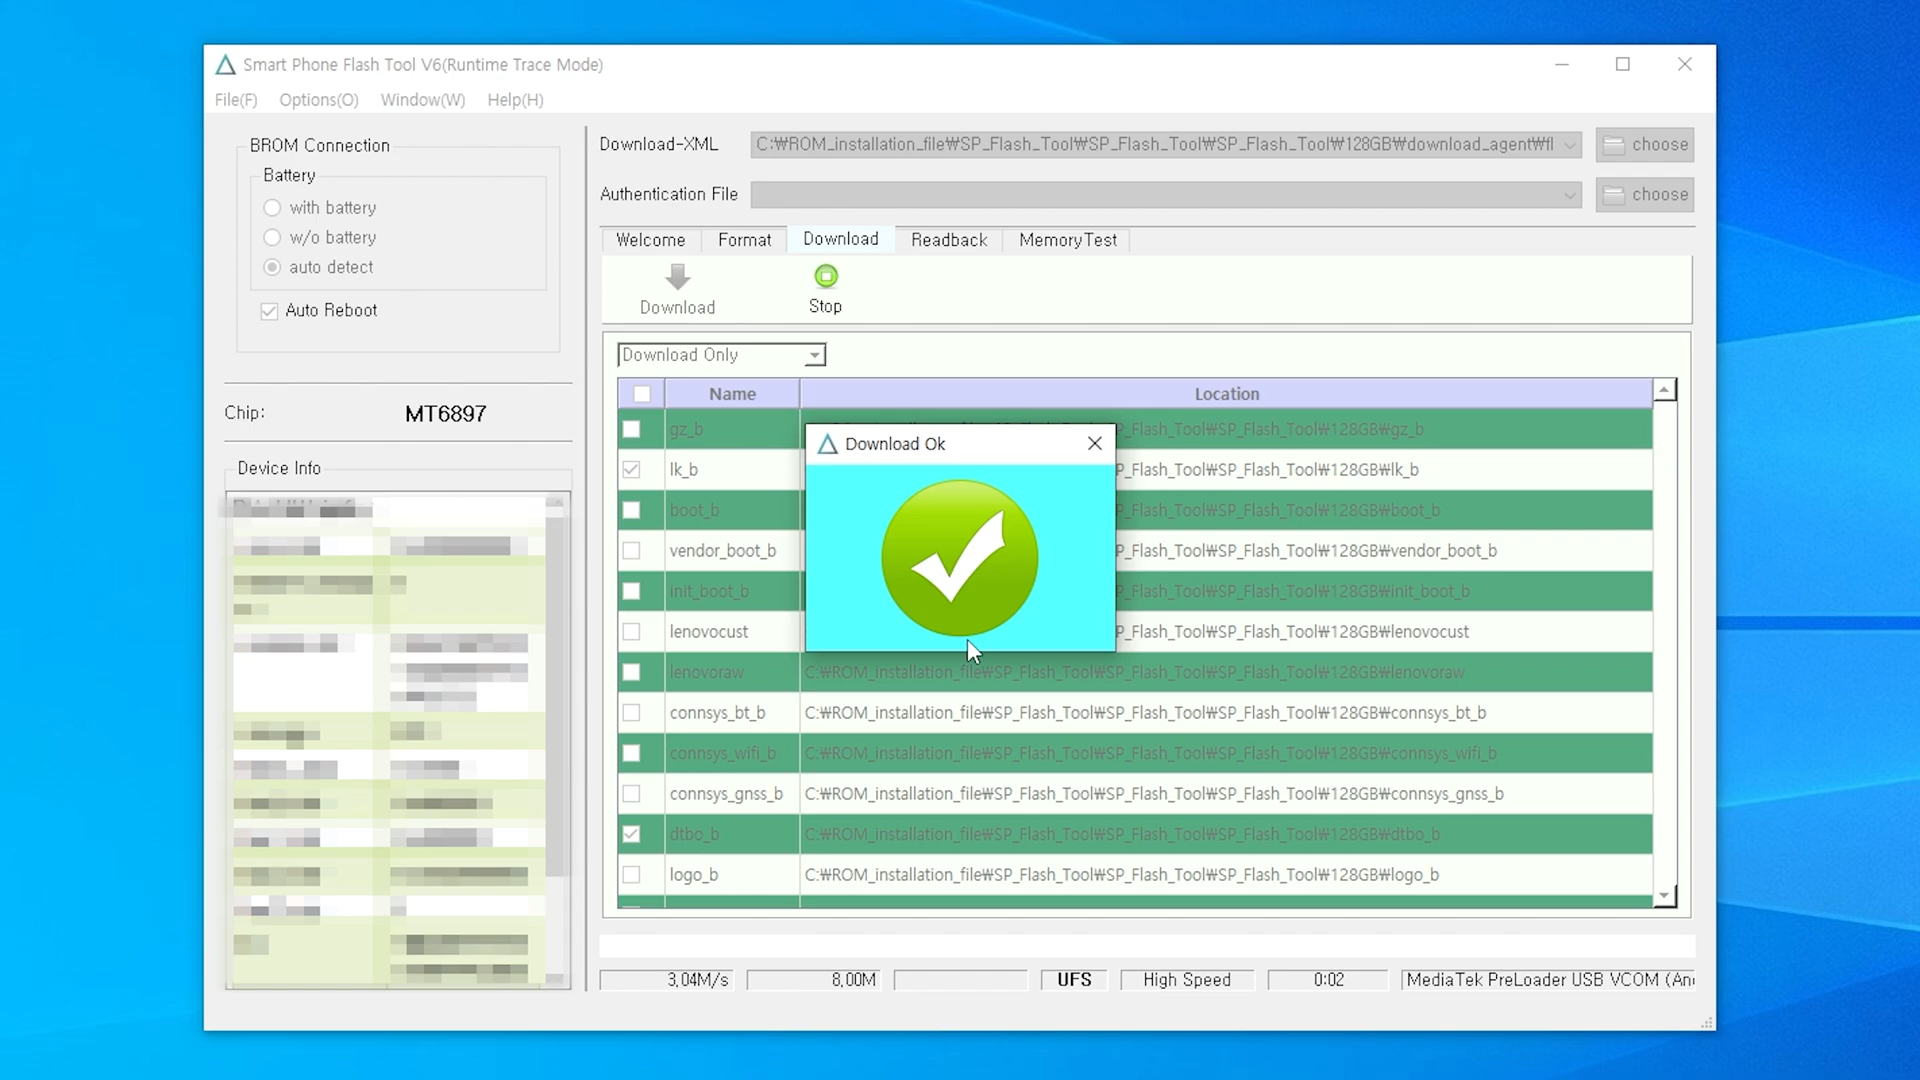 Smart Phone Flash Tool V6(Runtime Trace Mode)
File(F) Options(O) Window(W) Help(H)
BROM Connection
Battery
with battery
w/o battery
auto detect
Auto Reboot
Chip: MT6897
Device Info
Download-XML C:₩ROM_installation_file₩SP_Flash_Tool₩SP_Flash_Tool₩SP_Flash_Tool₩128GB₩download_agent₩fl choose
Authentication File choose
Welcome Format Download Readback MemoryTest
Download Stop
Download Only
Name Location
gz_b P_Flash_Tool₩SP_Flash_Tool₩128GB₩gz_b
Download Ok
lk_b P_Flash_Tool₩SP_Flash_Tool₩128GB₩lk_b
boot_b P_Flash_Tool₩SP_Flash_Tool₩128GB₩boot_b
vendor_boot_b P_Flash_Tool₩SP_Flash_Tool₩128GB₩vendor_boot_b
init_boot_b P_Flash_Tool₩SP_Flash_Tool₩128GB₩init_boot_b
lenovocust P_Flash_Tool₩SP_Flash_Tool₩128GB₩lenovocust
lenovoraw C:₩ROM_installation_file₩SP_Flash_Tool₩SP_Flash_Tool₩SP_Flash_Tool₩128GB₩lenovoraw
connsys_bt_b C:₩ROM_installation_file₩SP_Flash_Tool₩SP_Flash_Tool₩SP_Flash_Tool₩128GB₩connsys_bt_b
connsys_wifi_b C:₩ROM_installation_file₩SP_Flash_Tool₩SP_Flash_Tool₩SP_Flash_Tool₩128GB₩connsys_wifi_b
connsys_gnss_b C:₩ROM_installation_file₩SP_Flash_Tool₩SP_Flash_Tool₩SP_Flash_Tool₩128GB₩connsys_gnss_b
dtbo_b C:₩ROM_installation_file₩SP_Flash_Tool₩SP_Flash_Tool₩SP_Flash_Tool₩128GB₩dtbo_b
logo_b C:₩ROM_installation_file₩SP_Flash_Tool₩SP_Flash_Tool₩SP_Flash_Tool₩128GB₩logo_b
3,04M/s 8,00M UFS High Speed 0:02 MediaTek PreLoader USB VCOM (An